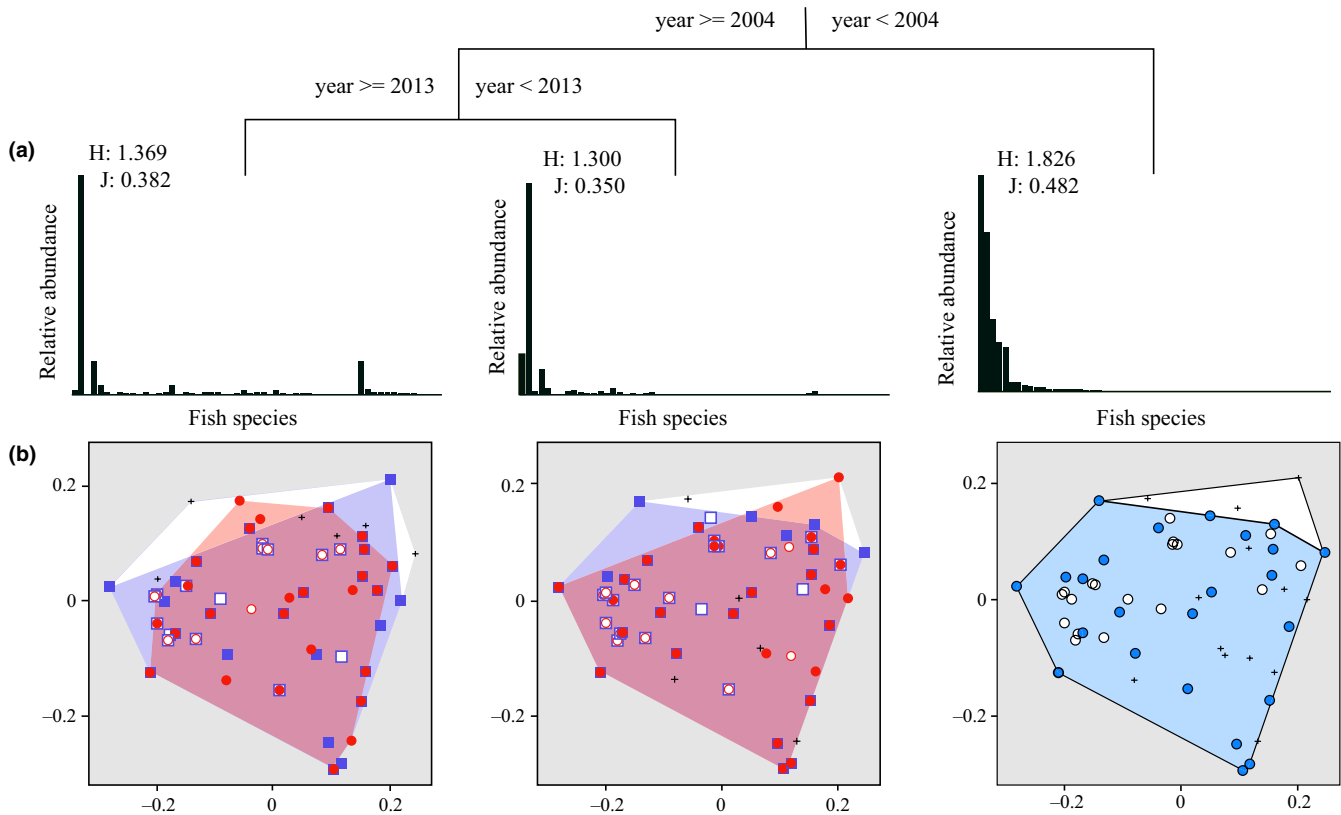 year >= 2004 year < 2004
year >= 2013 year < 2013
(a)
H: 1.369
J: 0.382
H: 1.300
J: 0.350
H: 1.826
J: 0.482
Relative abundance
Relative abundance
Relative abundance
Fish species
Fish species
Fish species
(b)
0.2
0
–0.2
–0.2 0 0.2
0.2
0
–0.2
–0.2 0 0.2
0.2
0
–0.2
–0.2 0 0.2